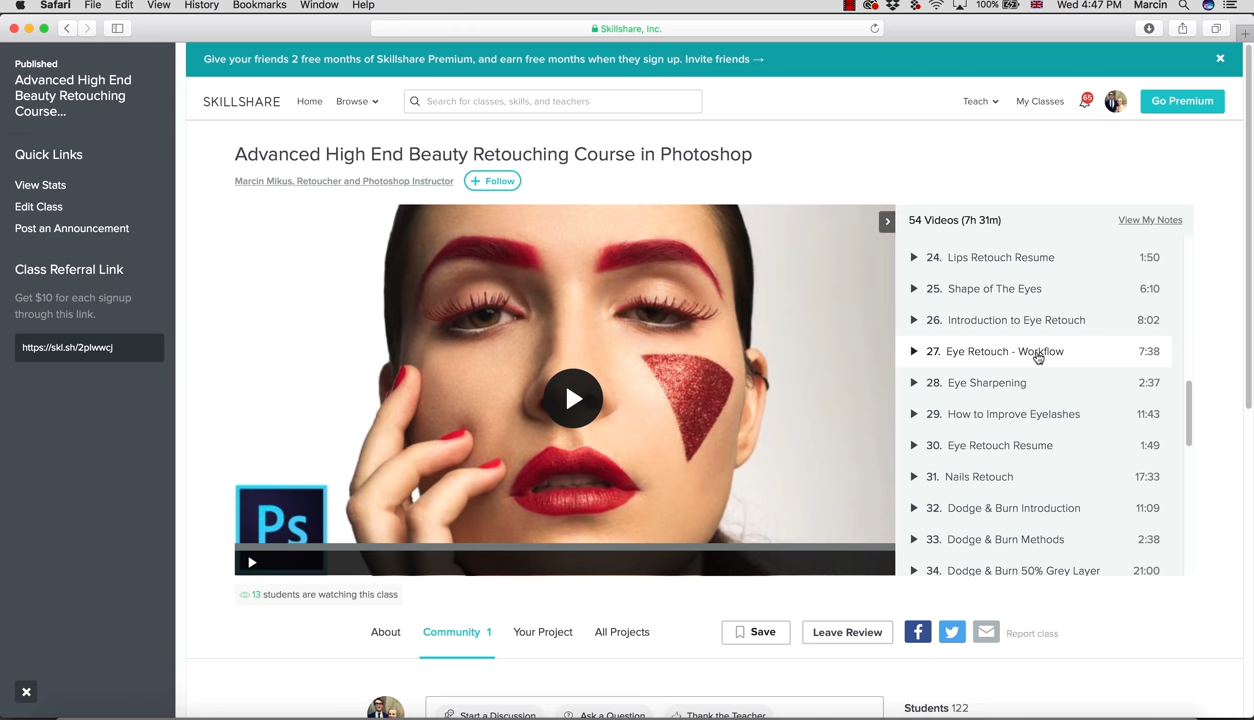 Safari File Edit View History Bookmarks Window Help 100% Wed 4:47 PM Marcin
Skillshare, Inc.
Published
Advanced High End
Beauty Retouching
Course...
Quick Links
View Stats
Edit Class
Post an Announcement
Class Referral Link
Get $10 for each signup
through this link.
https://skl.sh/2plwwcj
Give your friends 2 free months of Skillshare Premium, and earn free months when they sign up. Invite friends →
SKILLSHARE Home Browse Search for classes, skills, and teachers Teach My Classes 65 Go Premium
Advanced High End Beauty Retouching Course in Photoshop
Marcin Mikus, Retoucher and Photoshop Instructor + Follow
Ps
54 Videos (7h 31m) View My Notes
24. Lips Retouch Resume 1:50
25. Shape of The Eyes 6:10
26. Introduction to Eye Retouch 8:02
27. Eye Retouch - Workflow 7:38
28. Eye Sharpening 2:37
29. How to Improve Eyelashes 11:43
30. Eye Retouch Resume 1:49
31. Nails Retouch 17:33
32. Dodge & Burn Introduction 11:09
33. Dodge & Burn Methods 2:38
34. Dodge & Burn 50% Grey Layer 21:00
13 students are watching this class
About Community 1 Your Project All Projects Save Leave Review Report class
Start a Discussion Ask a Question Thank the Teacher
Students 122